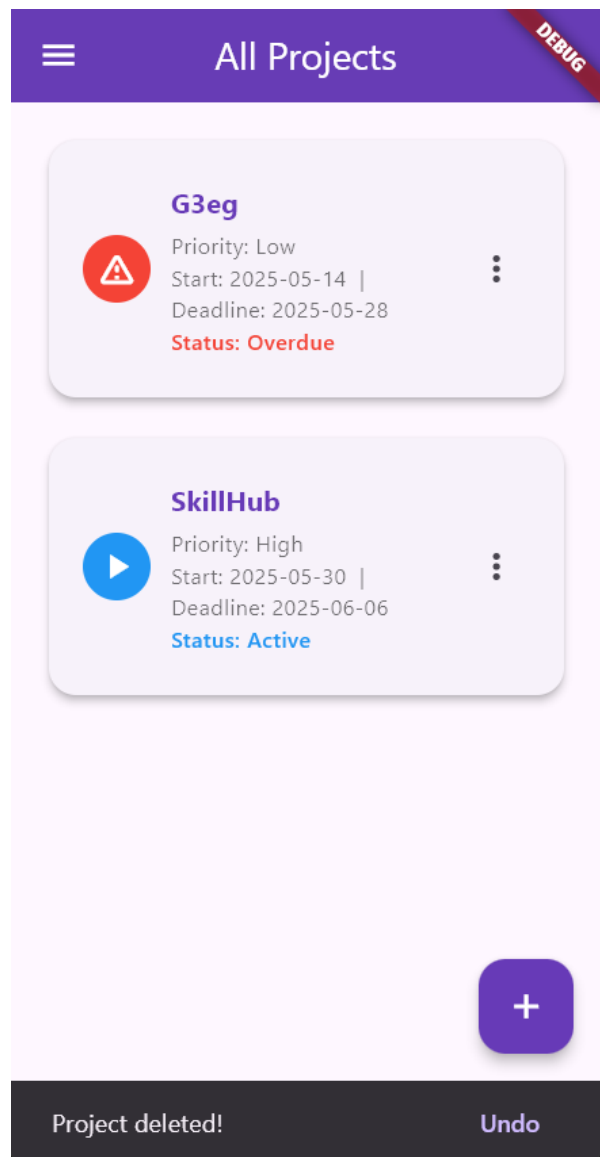 All Projects
DEBUG
G3eg
Priority: Low
Start: 2025-05-14 |
Deadline: 2025-05-28
Status: Overdue
SkillHub
Priority: High
Start: 2025-05-30 |
Deadline: 2025-06-06
Status: Active
Project deleted! Undo